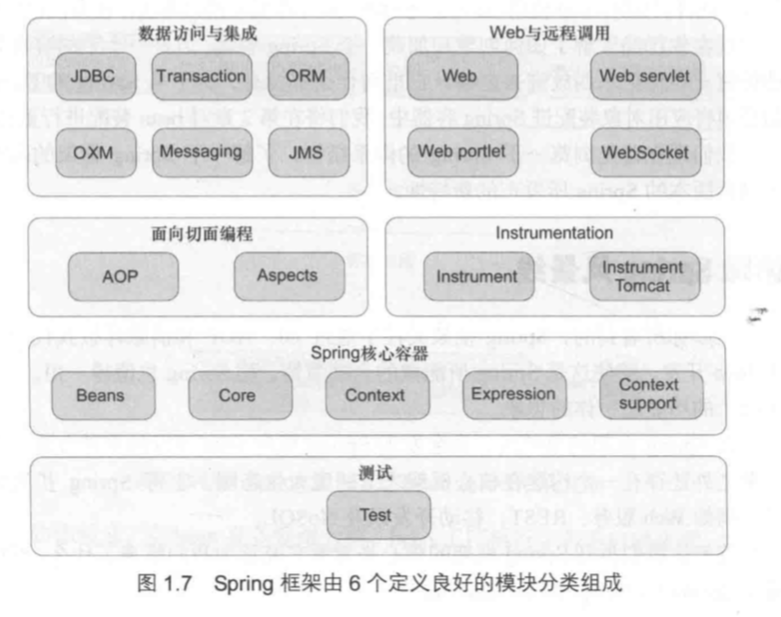 数据访问与集成
JDBC
Transaction
ORM
OXM
Messaging
JMS
Web与远程调用
Web
Web servlet
Web portlet
WebSocket
面向切面编程
AOP
Aspects
Instrumentation
Instrument
Instrument
Tomcat
Spring核心容器
Beans
Core
Context
Expression
Context
support
测试
Test
图 1.7 Spring 框架由 6 个定义良好的模块分类组成